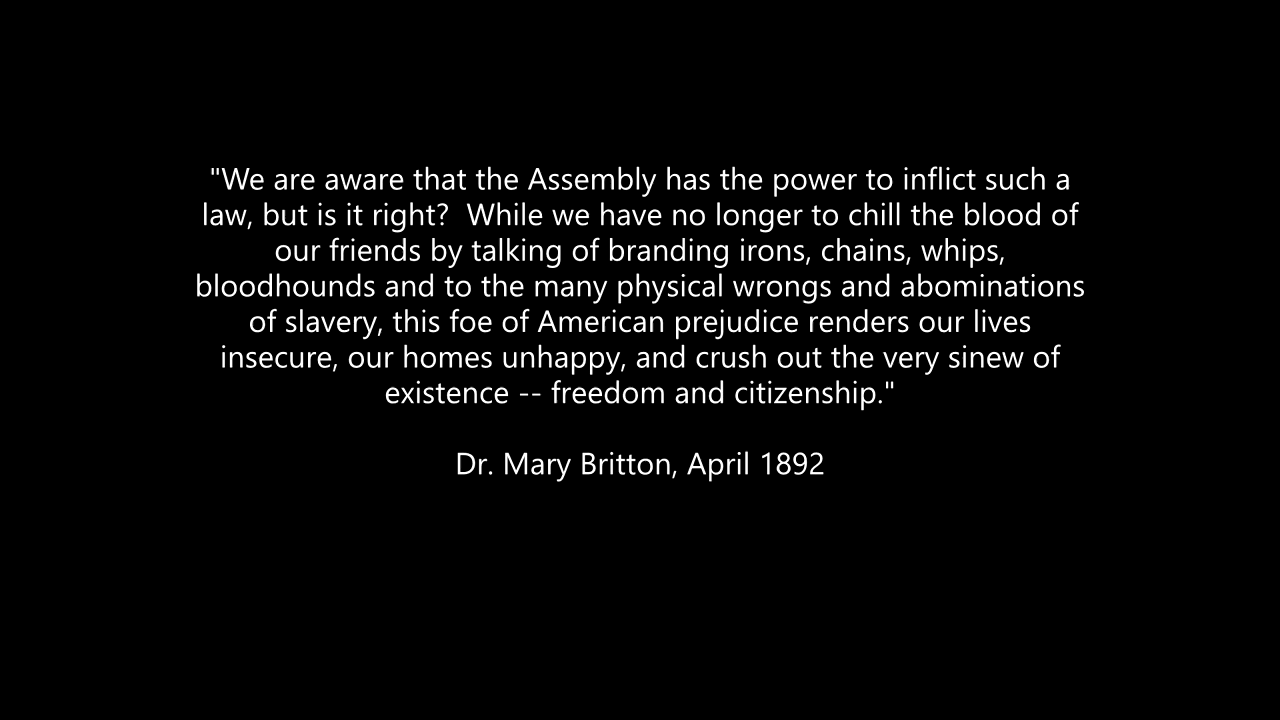 "We are aware that the Assembly has the power to inflict such a
law, but is it right?  While we have no longer to chill the blood of
our friends by talking of branding irons, chains, whips,
bloodhounds and to the many physical wrongs and abominations
of slavery, this foe of American prejudice renders our lives
insecure, our homes unhappy, and crush out the very sinew of
existence -- freedom and citizenship."
Dr. Mary Britton, April 1892